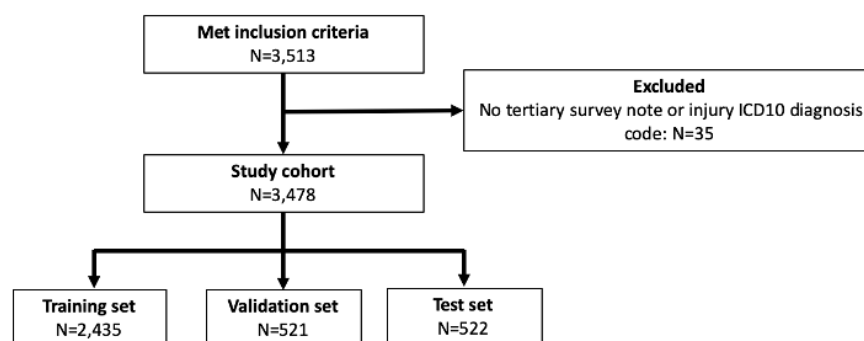 Met inclusion criteria
N=3,513
Excluded
No tertiary survey note or injury ICD10 diagnosis
code: N=35
Study cohort
N=3,478
Training set
N=2,435
Validation set
N=521
Test set
N=522